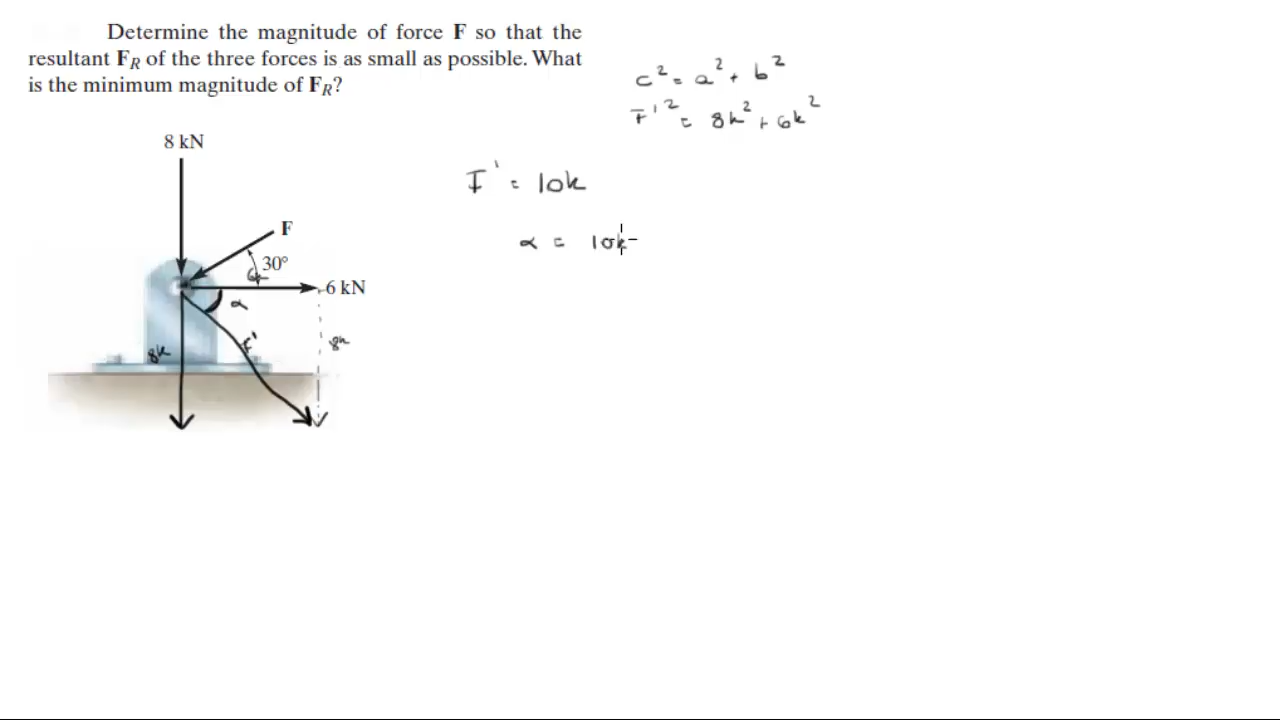 Determine the magnitude of force F so that the
resultant F_R of the three forces is as small as possible. What
is the minimum magnitude of F_R?
c² = a² + b²
F'² = 8k² + 6k²
8 kN
F' = 10k
F
α = 10k
30°
6 kN
α
8k
F'
8k